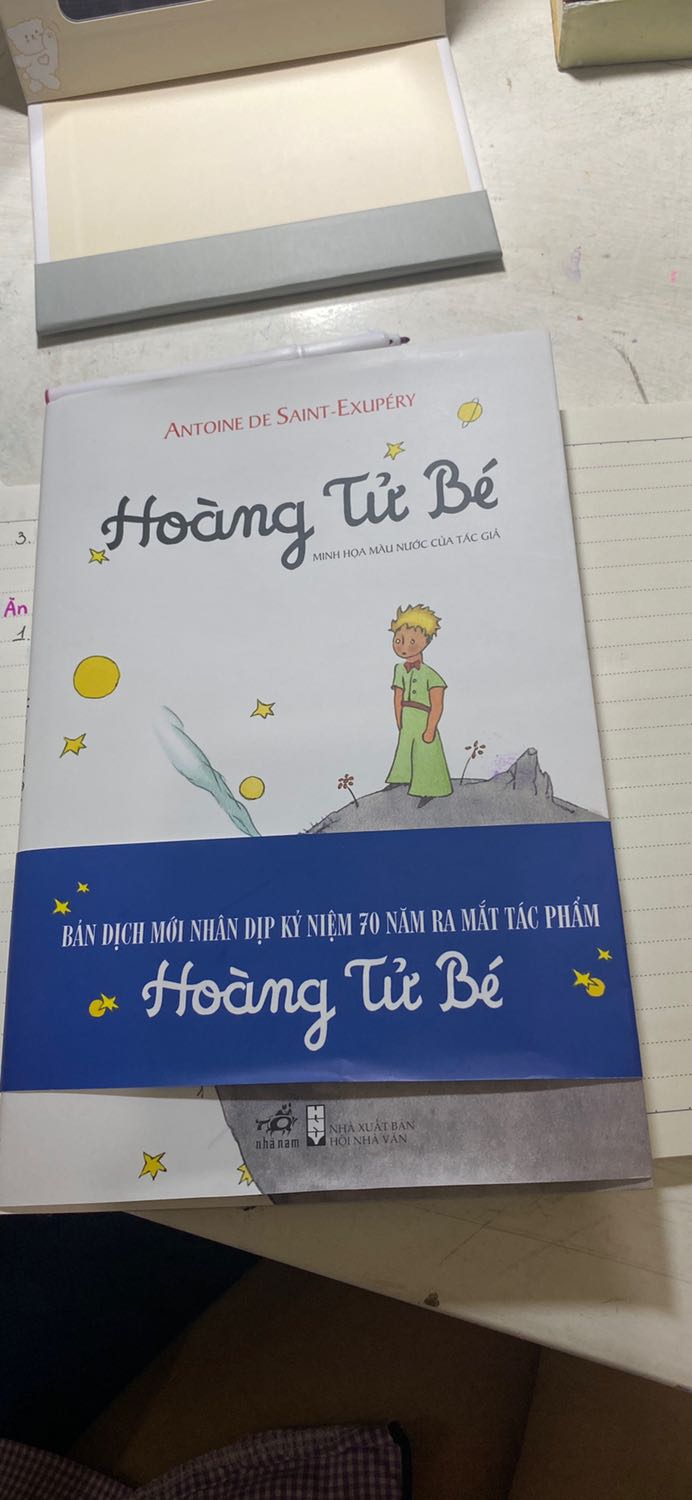 ANTOINE DE SAINT-EXUPÉRY
Hoàng Tử Bé
MINH HỌA MÀU NƯỚC CỦA TÁC GIẢ
3.
Ăn
1.
BẢN DỊCH MỚI NHÂN DỊP KỶ NIỆM 70 NĂM RA MẮT TÁC PHẨM
Hoàng Tử Bé
nhã nam
HNV
NHÀ XUẤT BẢN
HỘI NHÀ VĂN